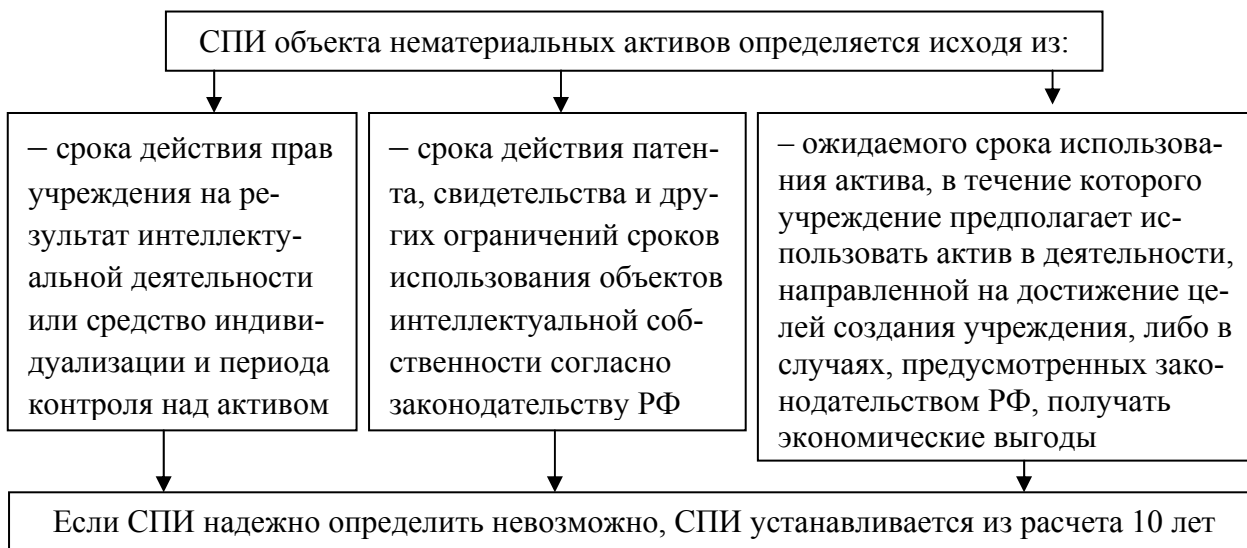 СПИ объекта нематериальных активов определяется исходя из:
– срока действия прав
учреждения на ре-
зультат интеллекту-
альной деятельности
или средство индиви-
дуализации и периода
контроля над активом
– срока действия патен-
та, свидетельства и дру-
гих ограничений сроков
использования объектов
интеллектуальной соб-
ственности согласно
законодательству РФ
– ожидаемого срока использова-
ния актива, в течение которого
учреждение предполагает ис-
пользовать актив в деятельности,
направленной на достижение це-
лей создания учреждения, либо в
случаях, предусмотренных зако-
нодательством РФ, получать
экономические выгоды
Если СПИ надежно определить невозможно, СПИ устанавливается из расчета 10 лет